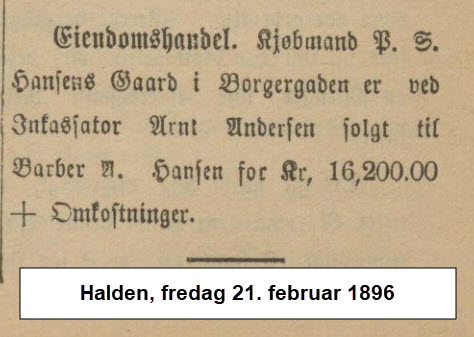 Eiendomshandel. Kjøbmand P. S.
Hansens Gaard i Borgergaden er ved
Inkassator Arnt Andersen solgt til
Barber A. Hansen for Kr, 16,200.00
+ Omkostninger.
Halden, fredag 21. februar 1896